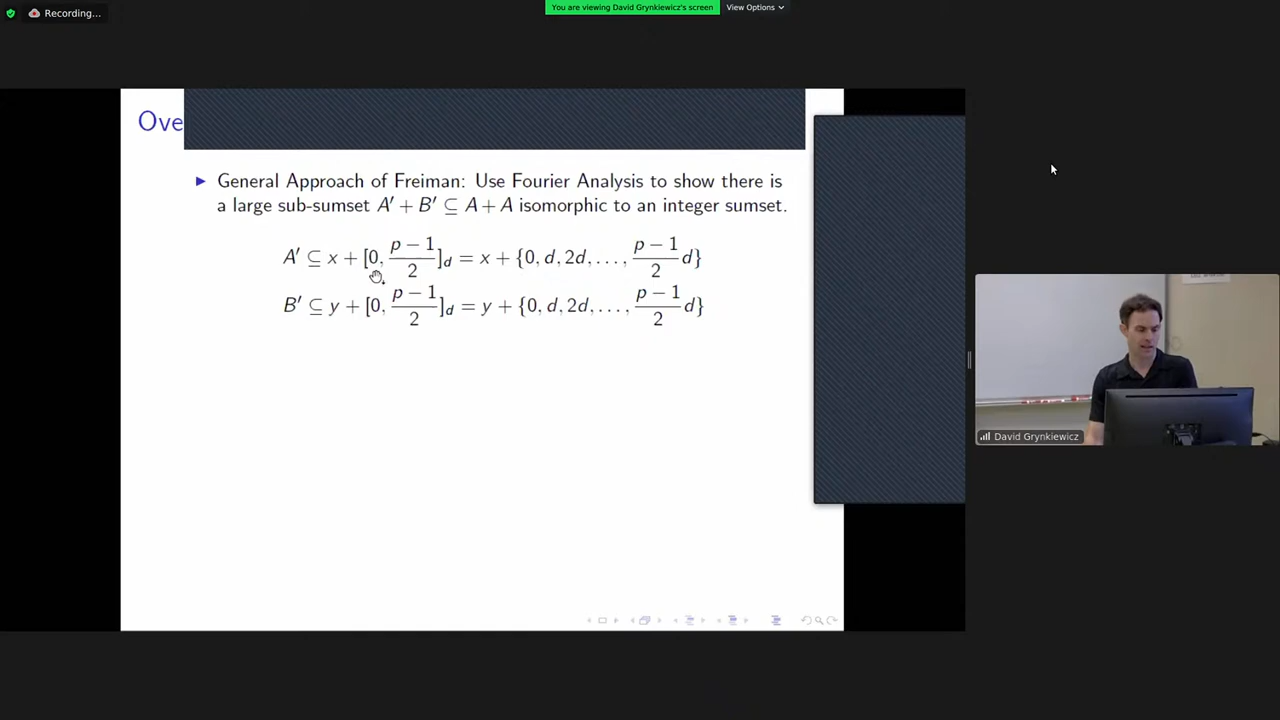 You are viewing David Grynkiewicz's screen
View Options
Recording...
Ove
▶ General Approach of Freiman: Use Fourier Analysis to show there is
a large sub-sumset A′ + B′ ⊆ A + A isomorphic to an integer sumset.
A′ ⊆ x + [0, (p − 1)/2]_d = x + {0, d, 2d, . . . , (p − 1)/2 d}
B′ ⊆ y + [0, (p − 1)/2]_d = y + {0, d, 2d, . . . , (p − 1)/2 d}
David Grynkiewicz